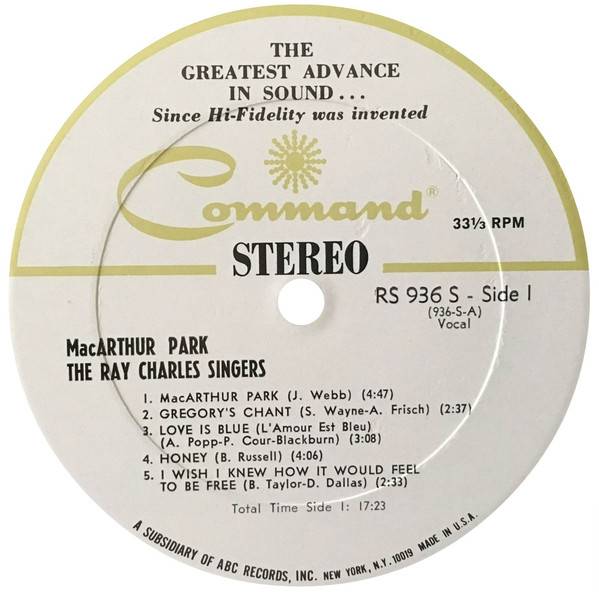 THE
GREATEST ADVANCE
IN SOUND...
Since Hi-Fidelity was invented
Command®
33⅓ RPM
STEREO
RS 936 S - Side 1
(936-S-A)
Vocal
MacARTHUR PARK
THE RAY CHARLES SINGERS
1. MacARTHUR PARK (J. Webb) (4:47)
2. GREGORY'S CHANT (S. Wayne-A. Frisch) (2:37)
3. LOVE IS BLUE (L'Amour Est Bleu)
(A. Popp-P. Cour-Blackburn) (3:08)
4. HONEY (B. Russell) (4:06)
5. I WISH I KNEW HOW IT WOULD FEEL
TO BE FREE (B. Taylor-D. Dallas) (2:33)
Total Time Side 1: 17:23
A SUBSIDIARY OF ABC RECORDS, INC. NEW YORK, N.Y. 10019 MADE IN U.S.A.